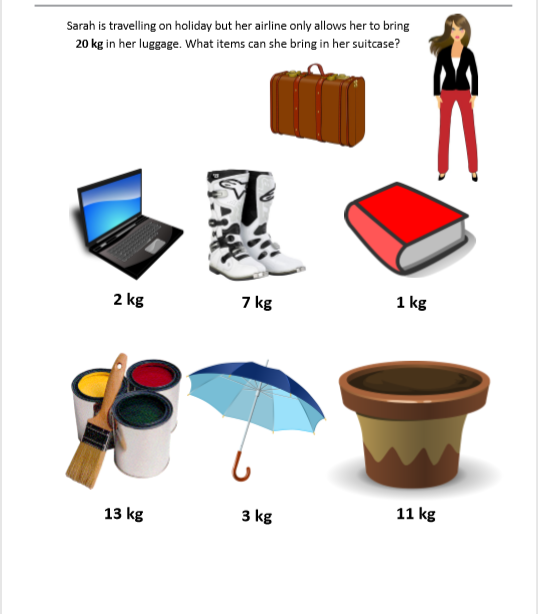 Sarah is travelling on holiday but her airline only allows her to bring
20 kg in her luggage. What items can she bring in her suitcase?
2 kg
7 kg
1 kg
13 kg
3 kg
11 kg